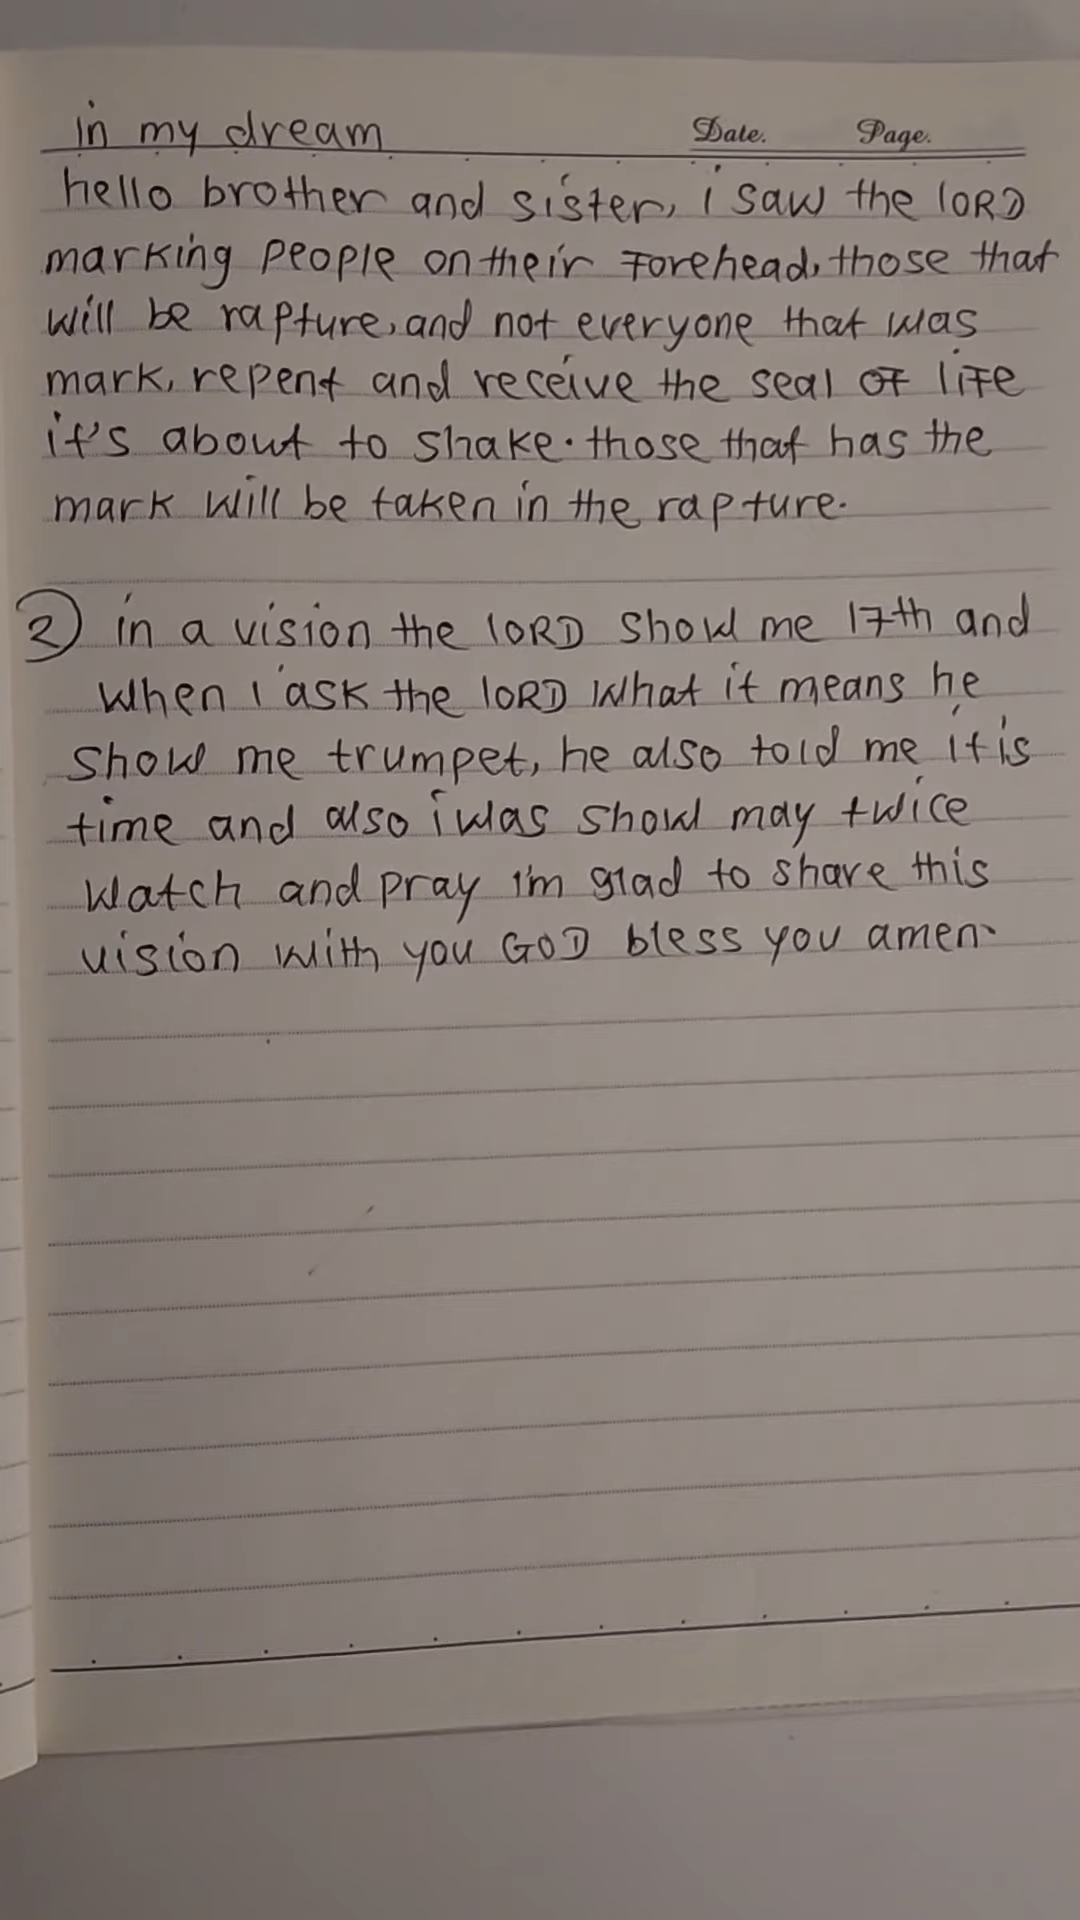 in my dream
Date. Page.
hello brother and sister, i saw the lORD
marking people on their Forehead, those that
will be rapture, and not everyone that was
mark, repent and receive the seal OF liFe
it's about to shake. those that has the
mark will be taken in the rapture.
2 in a vision the lORD show me 17th and
when i ask the lORD what it means he
show me trumpet, he also told me it is
time and also i was show may twice
watch and pray i'm glad to share this
vision with you GOD bless you amen.